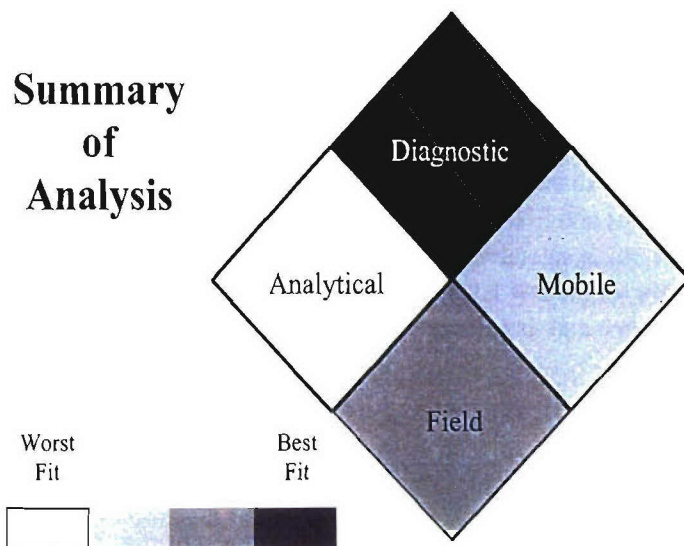 Summary
of
Analysis
Diagnostic
Analytical
Mobile
Field
Worst
Fit
Best
Fit